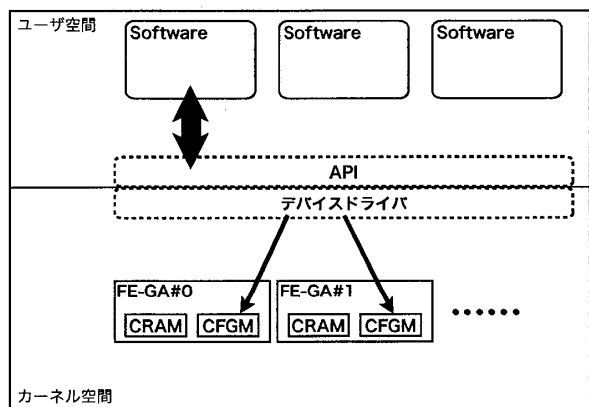 ユーザ空間
Software
Software
Software
API
デバイスドライバ
FE-GA#0
FE-GA#1
CRAM
CFGM
CRAM
CFGM
カーネル空間